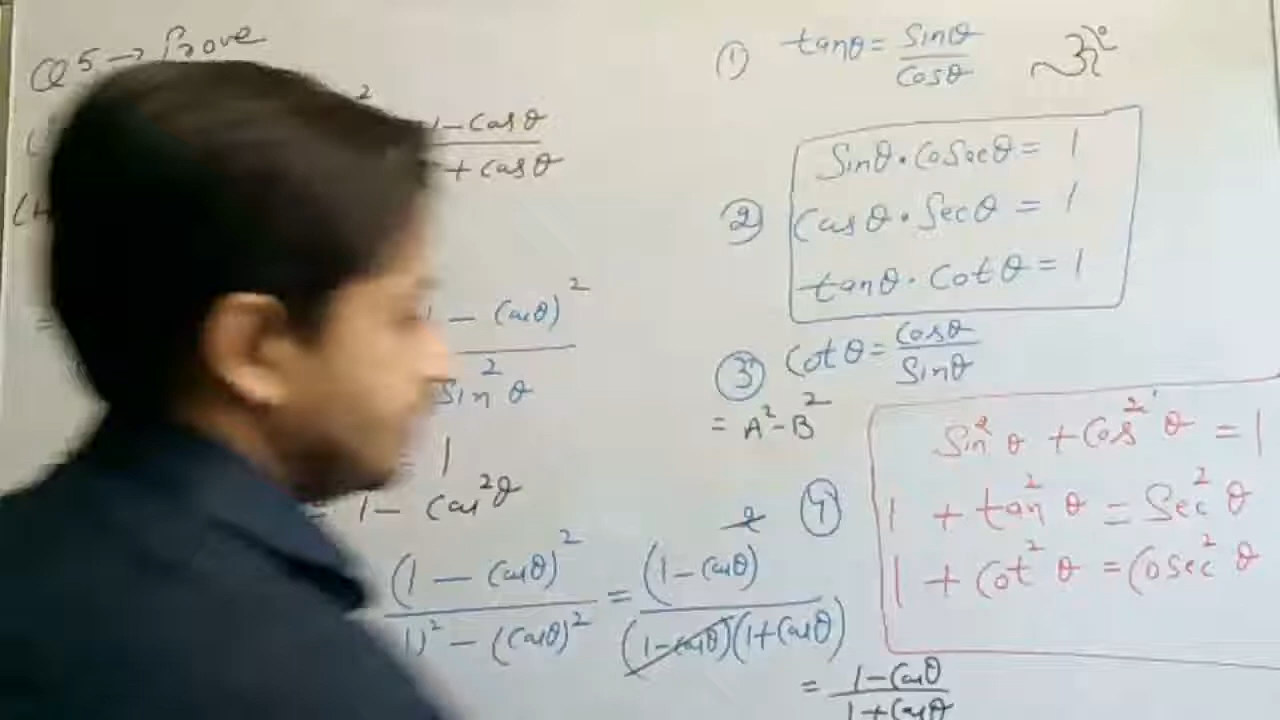 Q5 → Prove
2
1 - Cosθ
+ Cosθ
(
1 - Cosθ)²
Sin²θ
= 1
1 - Cos²θ
(1 - Cosθ)² = (1-Cosθ)
1)² - (Cosθ)² (1-Cosθ)(1+Cosθ)
= 1-Cosθ
1+Cosθ
① tanθ = Sinθ
Cosθ
Sinθ.Cosecθ = 1
② Cosθ.Secθ = 1
tanθ.Cotθ = 1
③ Cotθ = Cosθ
Sinθ
= A²-B²
Sin²θ + Cos²θ = 1
④ 1 + tan²θ = Sec²θ
1 + Cot²θ = Cosec²θ